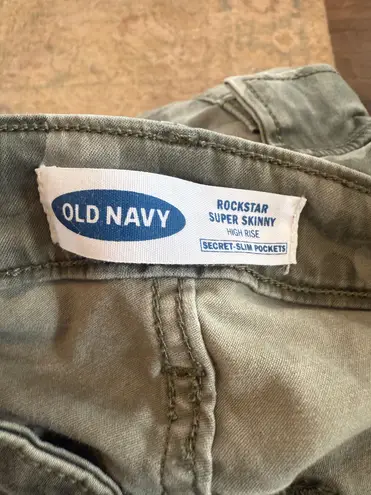 OLD NAVY
ROCKSTAR
SUPER SKINNY
HIGH RISE
SECRET-SLIM POCKETS